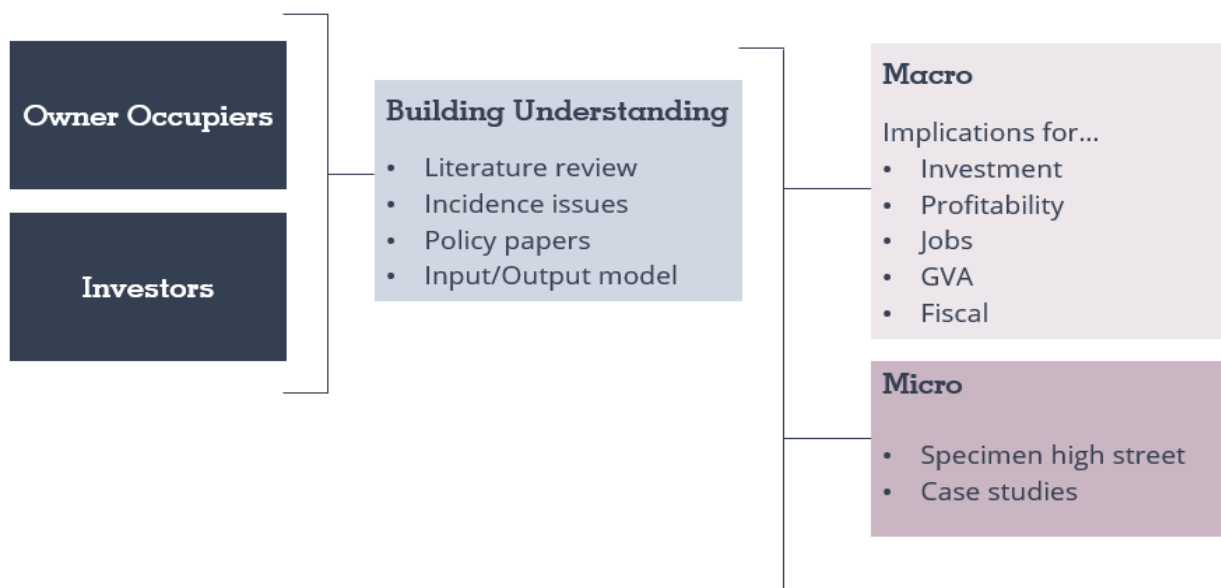 Owner Occupiers
Investors
Building Understanding
• Literature review
• Incidence issues
• Policy papers
• Input/Output model
Macro
Implications for...
• Investment
• Profitability
• Jobs
• GVA
• Fiscal
Micro
• Specimen high street
• Case studies